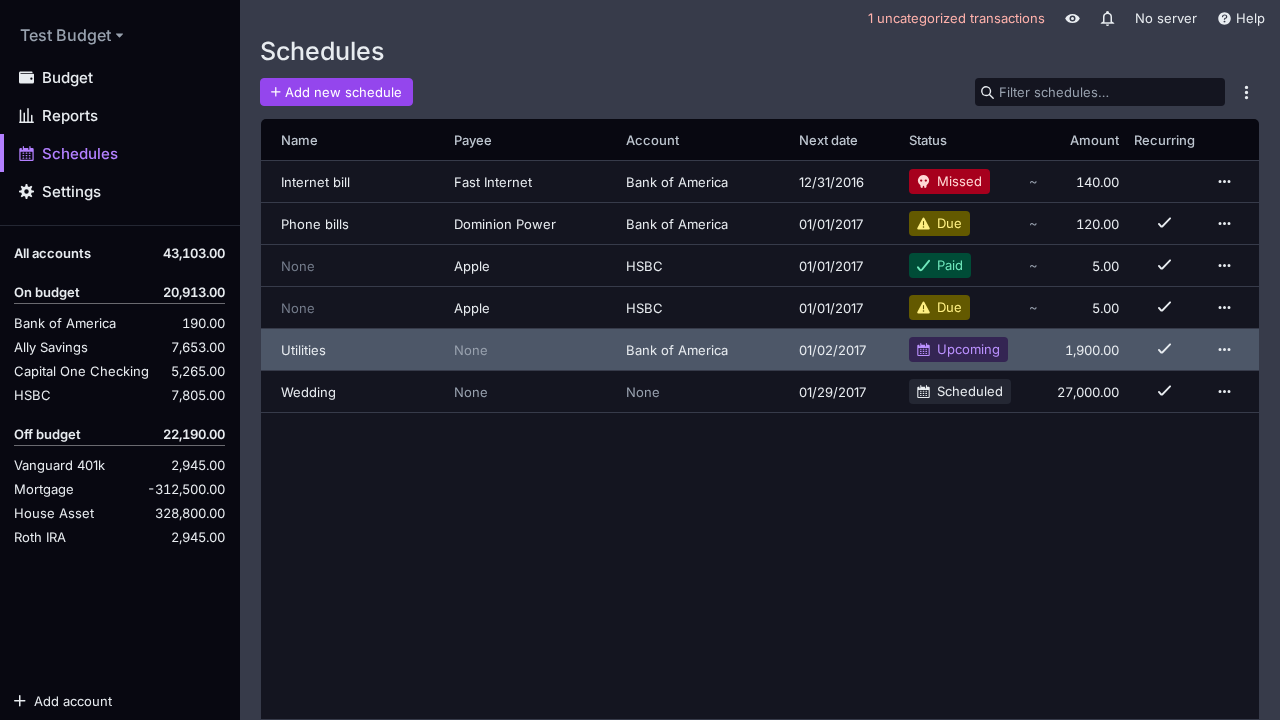 Test Budget
Budget
Reports
Schedules
Settings
All accounts 43,103.00
On budget 20,913.00
Bank of America 190.00
Ally Savings 7,653.00
Capital One Checking 5,265.00
HSBC 7,805.00
Off budget 22,190.00
Vanguard 401k 2,945.00
Mortgage -312,500.00
House Asset 328,800.00
Roth IRA 2,945.00
Add account
1 uncategorized transactions No server Help
Schedules
Add new schedule
Filter schedules...
Name Payee Account Next date Status Amount Recurring
Internet bill Fast Internet Bank of America 12/31/2016 Missed ~ 140.00
Phone bills Dominion Power Bank of America 01/01/2017 Due ~ 120.00
None Apple HSBC 01/01/2017 Paid ~ 5.00
None Apple HSBC 01/01/2017 Due ~ 5.00
Utilities None Bank of America 01/02/2017 Upcoming 1,900.00
Wedding None None 01/29/2017 Scheduled 27,000.00